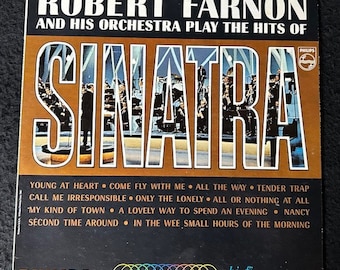 ROBERT FARNON
AND HIS ORCHESTRA PLAY THE HITS OF
PHILIPS
SINATRA
YOUNG AT HEART • COME FLY WITH ME • ALL THE WAY • TENDER TRAP
CALL ME IRRESPONSIBLE • ONLY THE LONELY • ALL OR NOTHING AT ALL
MY KIND OF TOWN • A LOVELY WAY TO SPEND AN EVENING • NANCY
SECOND TIME AROUND • IN THE WEE SMALL HOURS OF THE MORNING